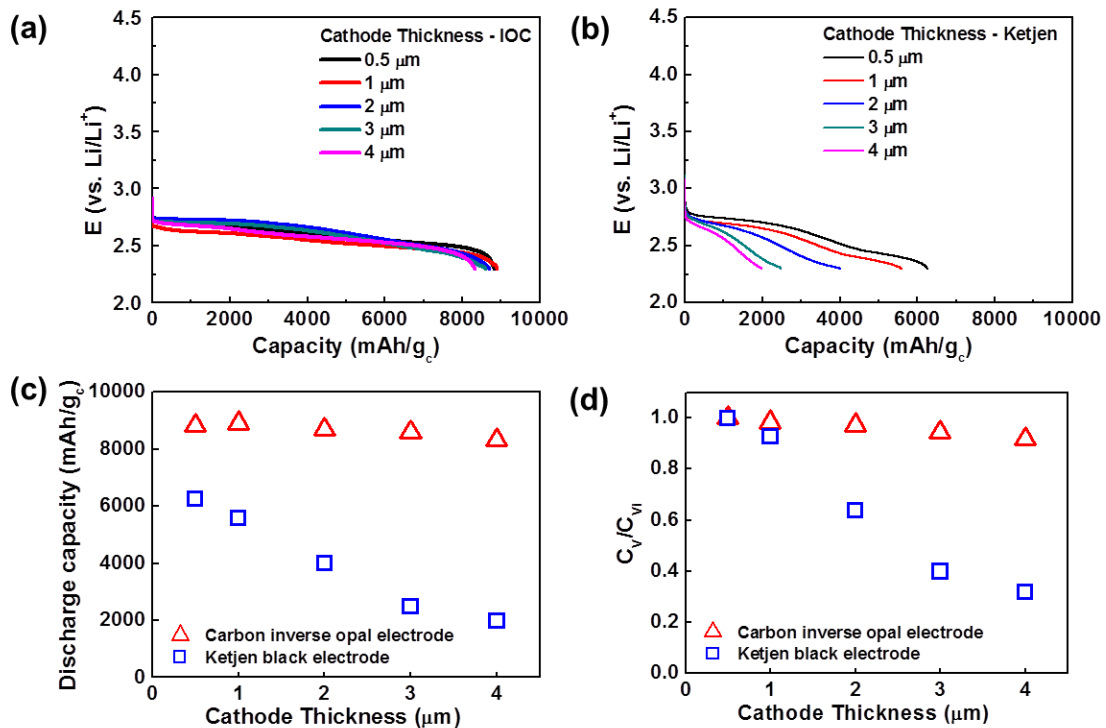 (a)
Cathode Thickness - IOC
0.5 μm
1 μm
2 μm
3 μm
4 μm
4.5
4.0
3.5
3.0
2.5
2.0
E (vs. Li/Li⁺)
0 2000 4000 6000 8000 10000
Capacity (mAh/g_c)
(b)
Cathode Thickness - Ketjen
0.5 μm
1 μm
2 μm
3 μm
4 μm
4.5
4.0
3.5
3.0
2.5
2.0
E (vs. Li/Li⁺)
0 2000 4000 6000 8000 10000
Capacity (mAh/g_c)
(c)
10000
8000
6000
4000
2000
0
Discharge capacity (mAh/g_c)
Carbon inverse opal electrode
Ketjen black electrode
0 1 2 3 4
Cathode Thickness (μm)
(d)
1.0
0.8
0.6
0.4
0.2
0.0
C_V/C_VI
Carbon inverse opal electrode
Ketjen black electrode
0 1 2 3 4
Cathode Thickness (μm)